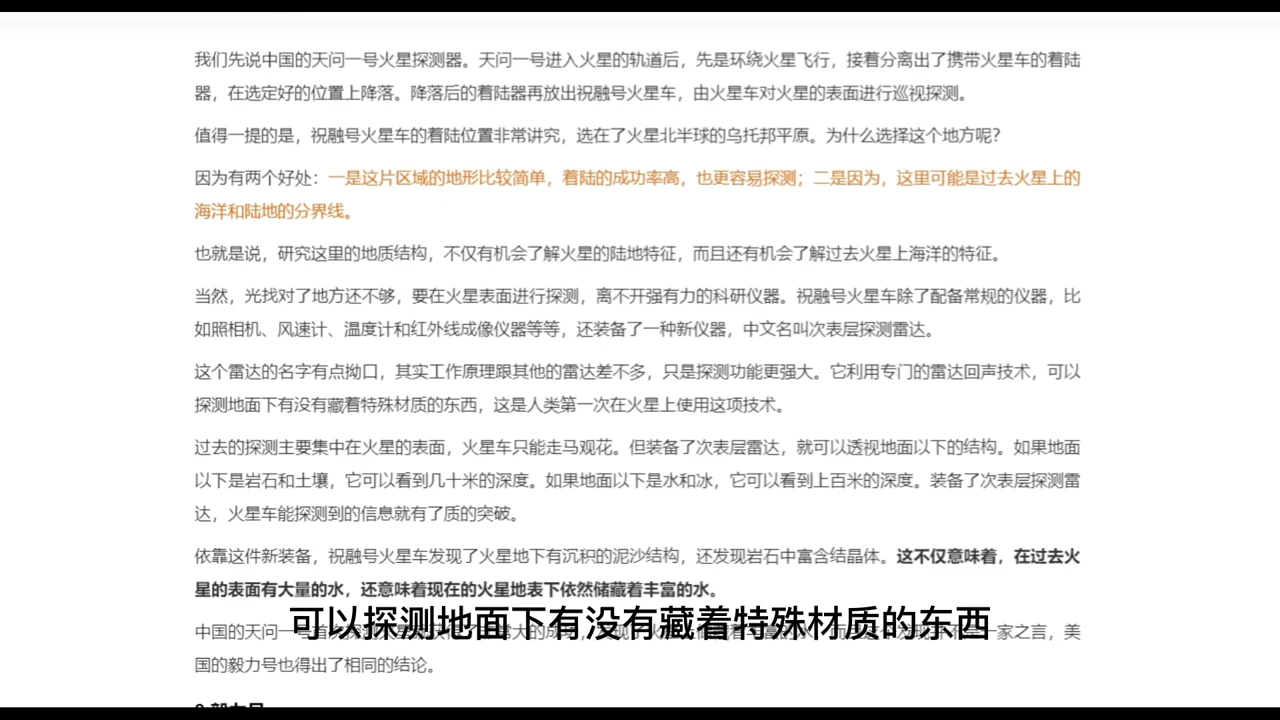 我们先说中国的天问一号火星探测器。天问一号进入火星的轨道后，先是环绕火星飞行，接着分离出了携带火星车的着陆
器，在选定好的位置上降落。降落后的着陆器再放出祝融号火星车，由火星车对火星的表面进行巡视探测。
值得一提的是，祝融号火星车的着陆位置非常讲究，选在了火星北半球的乌托邦平原。为什么选择这个地方呢？
因为有两个好处：一是这片区域的地形比较简单，着陆的成功率高，也更容易探测；二是因为，这里可能是过去火星上的
海洋和陆地的分界线。
也就是说，研究这里的地质结构，不仅有机会了解火星的陆地特征，而且还有机会了解过去火星上海洋的特征。
当然，光找对了地方还不够，要在火星表面进行探测，离不开强有力的科研仪器。祝融号火星车除了配备常规的仪器，比
如照相机、风速计、温度计和红外线成像仪器等等，还装备了一种新仪器，中文名叫次表层探测雷达。
这个雷达的名字有点拗口，其实工作原理跟其他的雷达差不多，只是探测功能更强大。它利用专门的雷达回声技术，可以
探测地面下有没有藏着特殊材质的东西，这是人类第一次在火星上使用这项技术。
过去的探测主要集中在火星的表面，火星车只能走马观花。但装备了次表层雷达，就可以透视地面以下的结构。如果地面
以下是岩石和土壤，它可以看到几十米的深度。如果地面以下是水和冰，它可以看到上百米的深度。装备了次表层探测雷
达，火星车能探测到的信息就有了质的突破。
依靠这件新装备，祝融号火星车发现了火星地下有沉积的泥沙结构，还发现岩石中富含结晶体。这不仅意味着，在过去火
星的表面有大量的水，还意味着现在的火星地表下依然储藏着丰富的水。
可以探测地面下有没有藏着特殊材质的东西
中国的天问一号 一家之言，美
国的毅力号也得出了相同的结论。